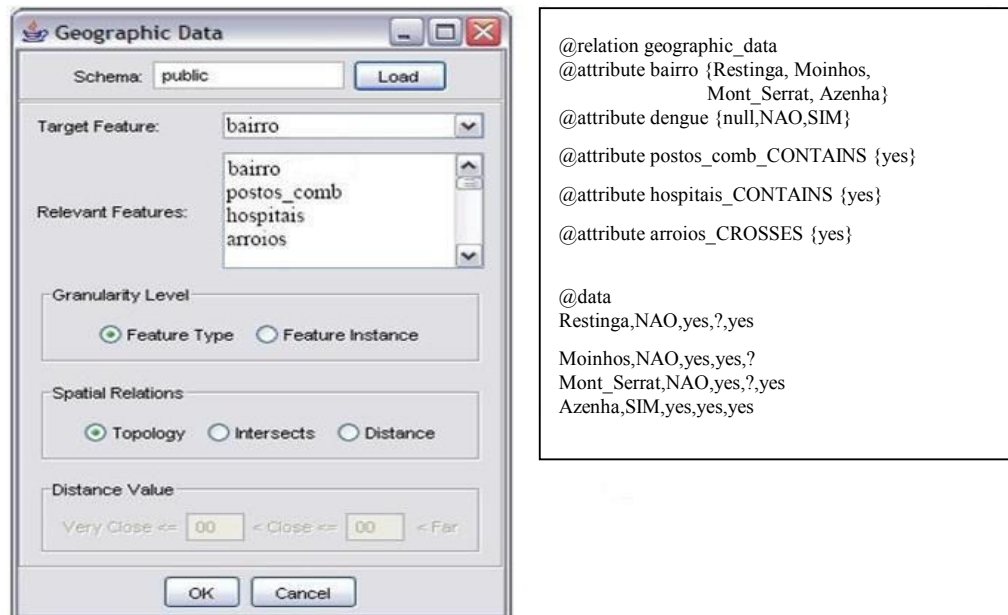 Geographic Data
Schema: public Load
Target Feature: bairro
Relevant Features:
bairro
postos_comb
hospitais
arroios
Granularity Level
Feature Type Feature Instance
Spatial Relations
Topology Intersects Distance
Distance Value
Very Close <= 00 < Close <= 00 < Far
OK Cancel
@relation geographic_data
@attribute bairro {Restinga, Moinhos,
Mont_Serrat, Azenha}
@attribute dengue {null,NAO,SIM}
@attribute postos_comb_CONTAINS {yes}
@attribute hospitais_CONTAINS {yes}
@attribute arroios_CROSSES {yes}
@data
Restinga,NAO,yes,?,yes
Moinhos,NAO,yes,yes,?
Mont_Serrat,NAO,yes,?,yes
Azenha,SIM,yes,yes,yes